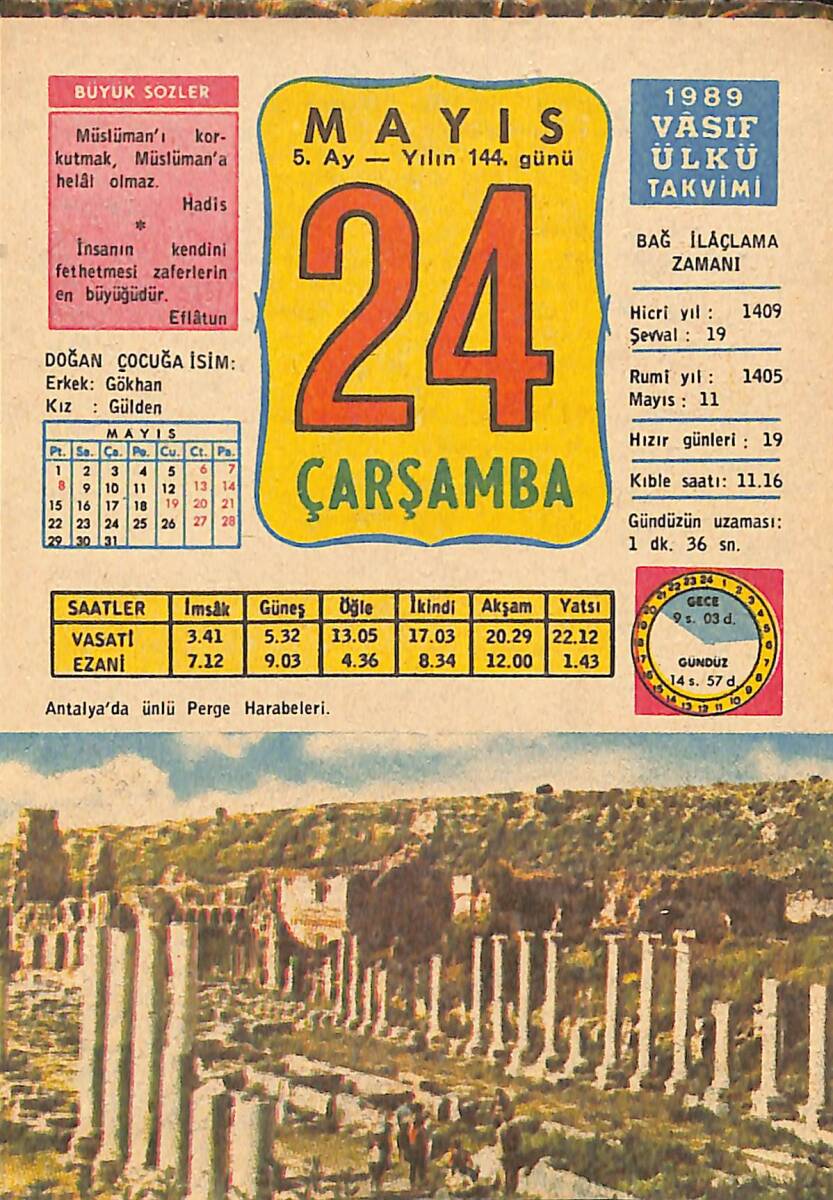 BÜYÜK SOZLER
Müslüman'ı kor-
kutmak, Müslüman'a
helâl olmaz.
Hadis
*
İnsanın kendini
fethetmesi zaferlerin
en büyüğüdür.
Eflâtun
DOĞAN ÇOCUĞA İSİM:
Erkek: Gökhan
Kız : Gülden
MAYIS
Pt. Sa. Ça. Pe. Cu. Ct. Pa.
1 2 3 4 5 6 7
8 9 10 11 12 13 14
15 16 17 18 19 20 21
22 23 24 25 26 27 28
29 30 31
MAYIS
5. Ay — Yılın 144. günü
24
ÇARŞAMBA
1989
VÂSIF
ÜLKÜ
TAKVİMİ
BAĞ İLÂÇLAMA
ZAMANI
Hicrî yıl : 1409
Şevval : 19
Rumî yıl : 1405
Mayıs : 11
Hızır günleri : 19
Kıble saatı: 11.16
Gündüzün uzaması:
1 dk. 36 sn.
SAATLER İmsâk Güneş Öğle İkindi Akşam Yatsı
VASATİ 3.41 5.32 13.05 17.03 20.29 22.12
EZANİ 7.12 9.03 4.36 8.34 12.00 1.43
GECE
9 s. 03 d.
GÜNDÜZ
14 s. 57 d.
Antalya'da ünlü Perge Harabeleri.